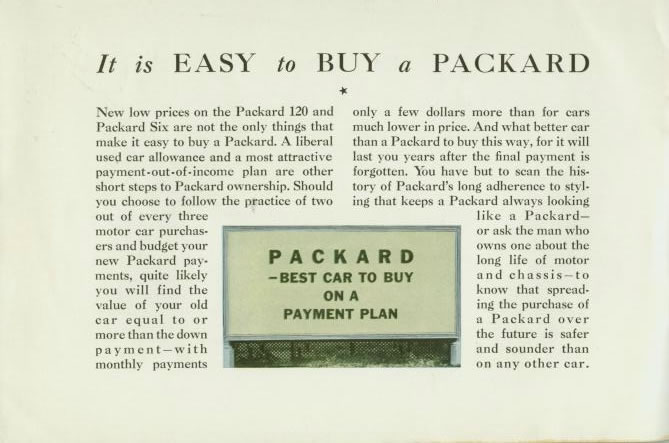 It is EASY to BUY a PACKARD
New low prices on the Packard 120 and
Packard Six are not the only things that
make it easy to buy a Packard. A liberal
used car allowance and a most attractive
payment-out-of-income plan are other
short steps to Packard ownership. Should
you choose to follow the practice of two
out of every three
motor car purchas-
ers and budget your
new Packard pay-
ments, quite likely
you will find the
value of your old
car equal to or
more than the down
payment—with
monthly payments
only a few dollars more than for cars
much lower in price. And what better car
than a Packard to buy this way, for it will
last you years after the final payment is
forgotten. You have but to scan the his-
tory of Packard's long adherence to styl-
ing that keeps a Packard always looking
like a Packard—
or ask the man who
owns one about the
long life of motor
and chassis—to
know that spread-
ing the purchase of
a Packard over
the future is safer
and sounder than
on any other car.
PACKARD
—BEST CAR TO BUY
ON A
PAYMENT PLAN